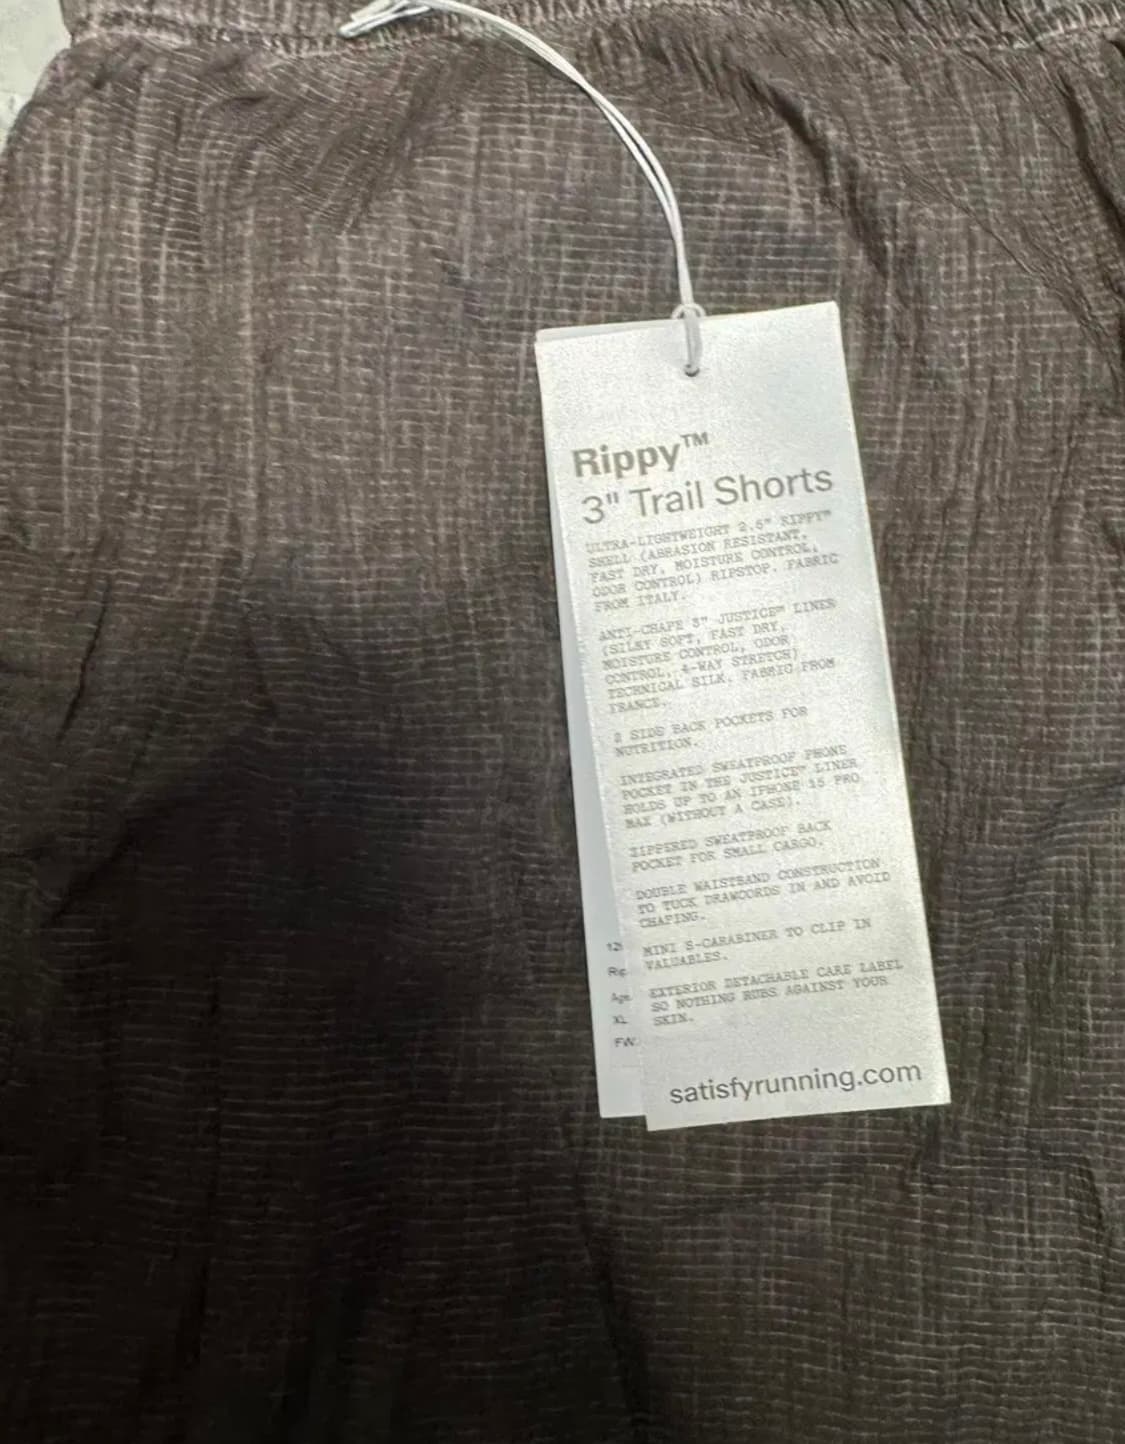 Rippy™
3" Trail Shorts
ULTRA-LIGHTWEIGHT 2.5" RIPPY™
SHELL (ABRASION RESISTANT,
FAST DRY, MOISTURE CONTROL,
ODOR CONTROL) RIPSTOP. FABRIC
FROM ITALY.
ANTI-CHAFE 3" JUSTICE™ LINER
(SILKY SOFT, FAST DRY,
MOISTURE CONTROL, ODOR
CONTROL, 4-WAY STRETCH)
TECHNICAL SILK. FABRIC FROM
FRANCE.
2 SIDE BACK POCKETS FOR
NUTRITION.
INTEGRATED SWEATPROOF PHONE
POCKET IN THE JUSTICE™ LINER
HOLDS UP TO AN IPHONE 15 PRO
MAX (WITHOUT A CASE).
ZIPPERED SWEATPROOF BACK
POCKET FOR SMALL CARGO.
DOUBLE WAISTBAND CONSTRUCTION
TO TUCK DRAWCORDS IN AND AVOID
CHAFING.
MINI S-CARABINER TO CLIP IN
VALUABLES.
EXTERIOR DETACHABLE CARE LABEL
SO NOTHING RUBS AGAINST YOUR
SKIN.
satisfyrunning.com
12
Rip
Age
XL
FW